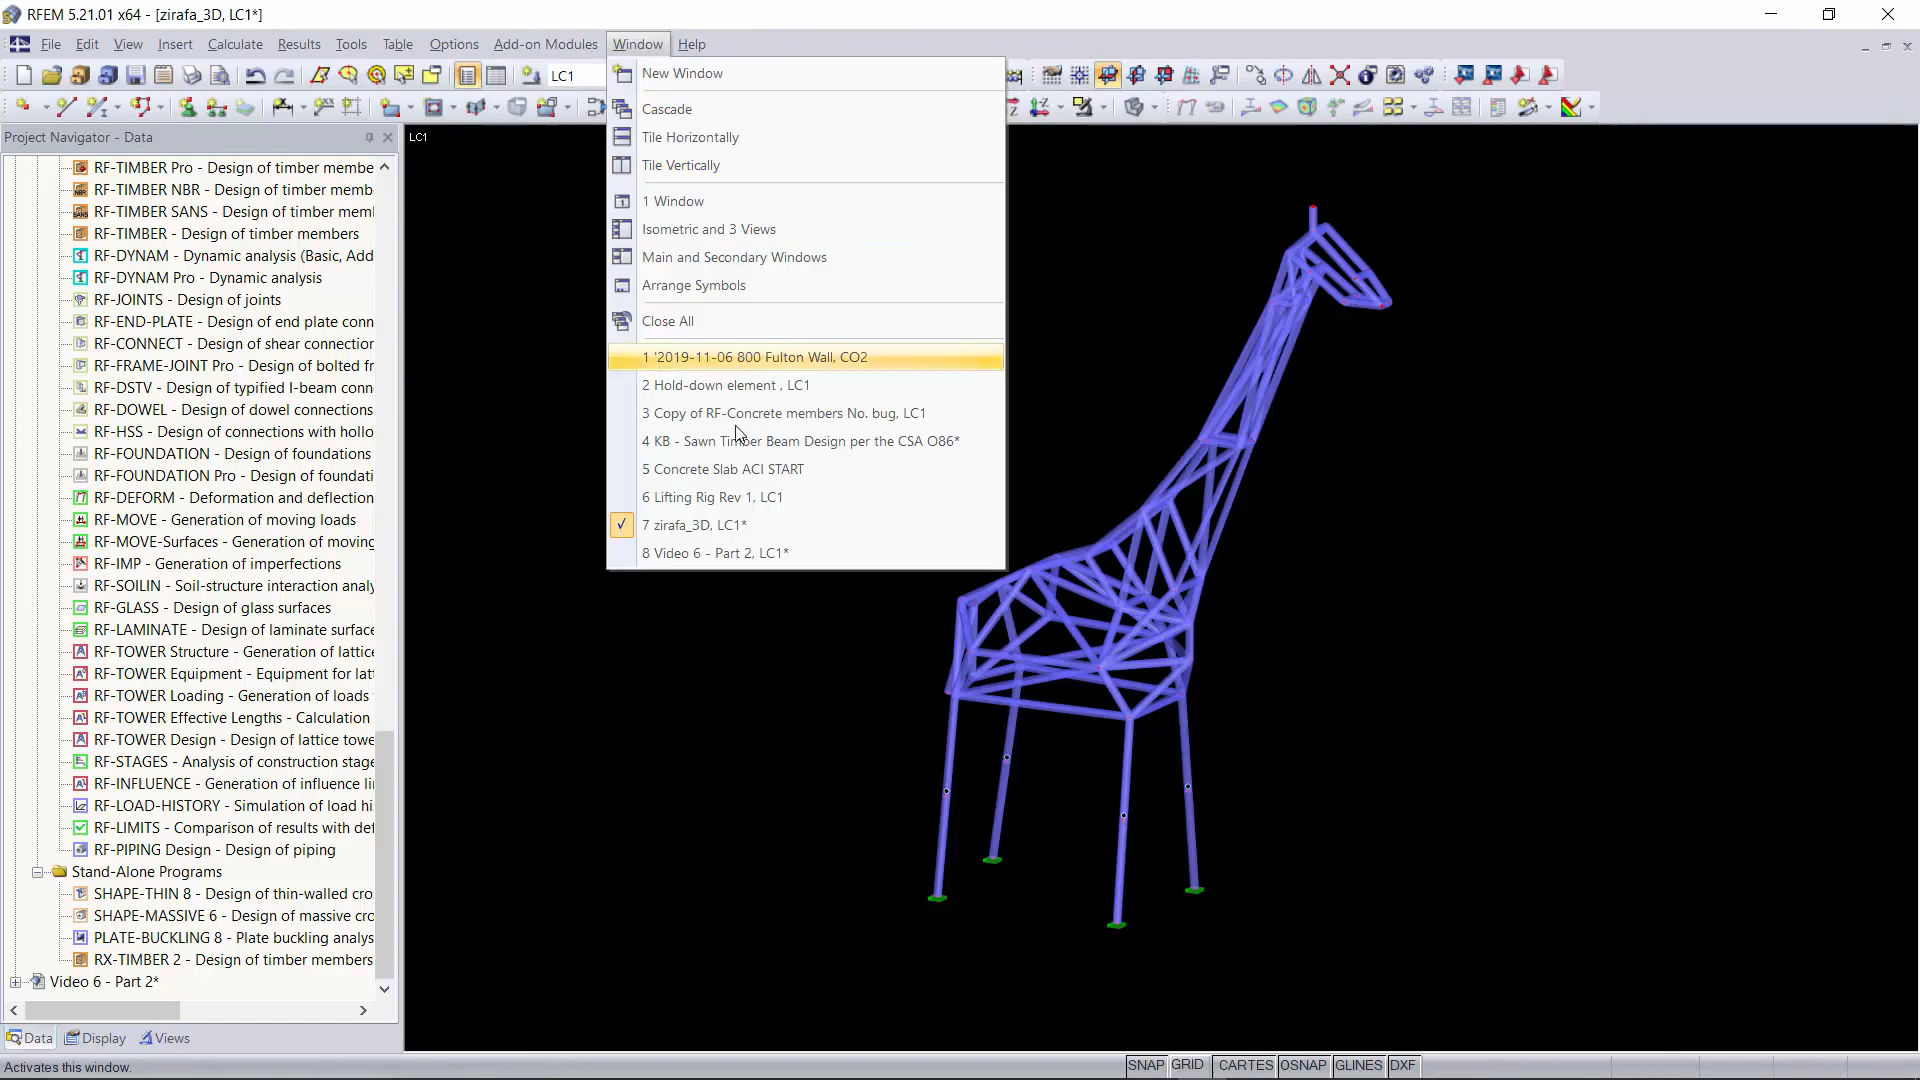 RFEM 5.21.01 x64 - [zirafa_3D, LC1*]
File Edit View Insert Calculate Results Tools Table Options Add-on Modules Window Help
LC1
Project Navigator - Data
LC1
RF-TIMBER Pro - Design of timber membe
RF-TIMBER NBR - Design of timber memb
RF-TIMBER SANS - Design of timber meml
RF-TIMBER - Design of timber members
RF-DYNAM - Dynamic analysis (Basic, Add
RF-DYNAM Pro - Dynamic analysis
RF-JOINTS - Design of joints
RF-END-PLATE - Design of end plate conn
RF-CONNECT - Design of shear connection
RF-FRAME-JOINT Pro - Design of bolted fr
RF-DSTV - Design of typified I-beam conn
RF-DOWEL - Design of dowel connections
RF-HSS - Design of connections with hollo
RF-FOUNDATION - Design of foundations
RF-FOUNDATION Pro - Design of foundati
RF-DEFORM - Deformation and deflection
RF-MOVE - Generation of moving loads
RF-MOVE-Surfaces - Generation of moving
RF-IMP - Generation of imperfections
RF-SOILIN - Soil-structure interaction analy
RF-GLASS - Design of glass surfaces
RF-LAMINATE - Design of laminate surface
RF-TOWER Structure - Generation of lattice
RF-TOWER Equipment - Equipment for lat
RF-TOWER Loading - Generation of loads
RF-TOWER Effective Lengths - Calculation
RF-TOWER Design - Design of lattice towe
RF-STAGES - Analysis of construction stage
RF-INFLUENCE - Generation of influence li
RF-LOAD-HISTORY - Simulation of load hi
RF-LIMITS - Comparison of results with def
RF-PIPING Design - Design of piping
Stand-Alone Programs
SHAPE-THIN 8 - Design of thin-walled cro
SHAPE-MASSIVE 6 - Design of massive cro
PLATE-BUCKLING 8 - Plate buckling analys
RX-TIMBER 2 - Design of timber members
Video 6 - Part 2*
Data Display Views
New Window
Cascade
Tile Horizontally
Tile Vertically
1 Window
Isometric and 3 Views
Main and Secondary Windows
Arrange Symbols
Close All
1 '2019-11-06 800 Fulton Wall, CO2
2 Hold-down element , LC1
3 Copy of RF-Concrete members No. bug, LC1
4 KB - Sawn Timber Beam Design per the CSA O86*
5 Concrete Slab ACI START
6 Lifting Rig Rev 1, LC1
7 zirafa_3D, LC1*
8 Video 6 - Part 2, LC1*
Activates this window.
SNAP GRID CARTES OSNAP GLINES DXF